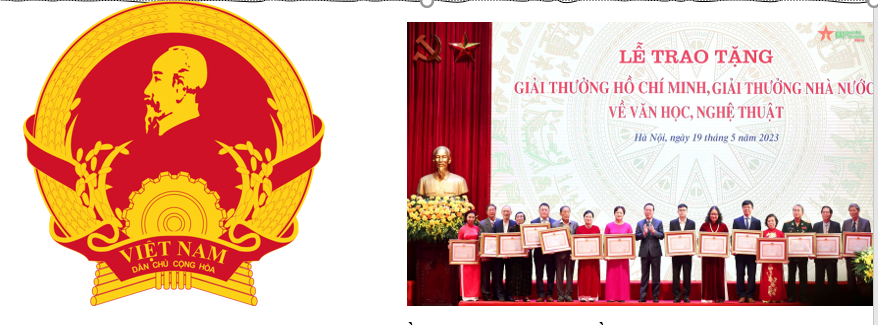 VIỆT NAM
DÂN CHỦ CỘNG HÒA
LỄ TRAO TẶNG
GIẢI THƯỞNG HỒ CHÍ MINH, GIẢI THƯỞNG NHÀ NƯỚC
VỀ VĂN HỌC, NGHỆ THUẬT
Hà Nội, ngày 19 tháng 5 năm 2023